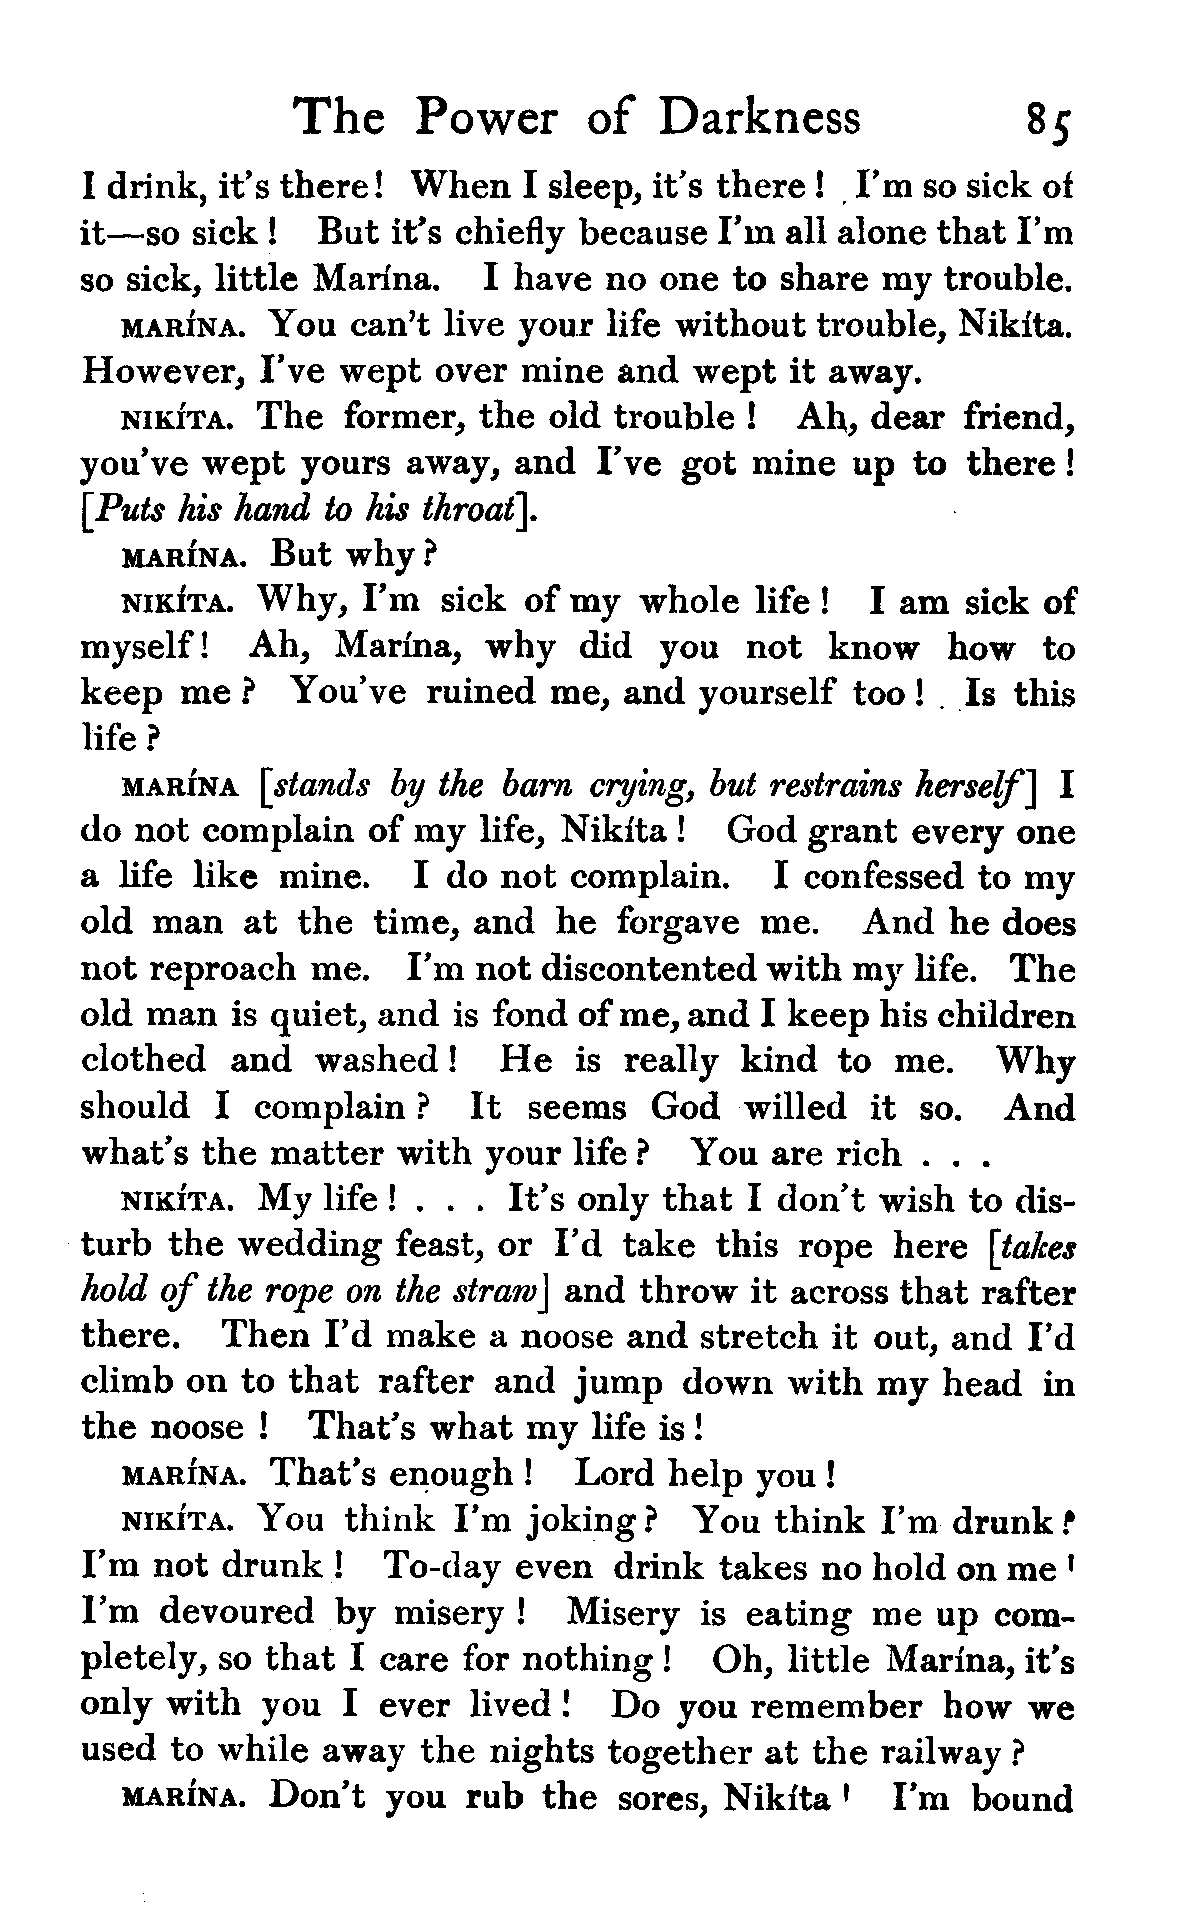 The Power of Darkness 85
I drink, it's there! When I sleep, it's there! I'm so sick of
it—so sick! But it's chiefly because I'm all alone that I'm
so sick, little Marína. I have no one to share my trouble.
MARÍNA. You can't live your life without trouble, Nikíta.
However, I've wept over mine and wept it away.
NIKÍTA. The former, the old trouble! Ah, dear friend,
you've wept yours away, and I've got mine up to there!
[Puts his hand to his throat].
MARÍNA. But why?
NIKÍTA. Why, I'm sick of my whole life! I am sick of
myself! Ah, Marína, why did you not know how to
keep me? You've ruined me, and yourself too! Is this
life?
MARÍNA [stands by the barn crying, but restrains herself] I
do not complain of my life, Nikíta! God grant every one
a life like mine. I do not complain. I confessed to my
old man at the time, and he forgave me. And he does
not reproach me. I'm not discontented with my life. The
old man is quiet, and is fond of me, and I keep his children
clothed and washed! He is really kind to me. Why
should I complain? It seems God willed it so. And
what's the matter with your life? You are rich . . .
NIKÍTA. My life! . . . It's only that I don't wish to dis-
turb the wedding feast, or I'd take this rope here [takes
hold of the rope on the straw] and throw it across that rafter
there. Then I'd make a noose and stretch it out, and I'd
climb on to that rafter and jump down with my head in
the noose! That's what my life is!
MARÍNA. That's enough! Lord help you!
NIKÍTA. You think I'm joking? You think I'm drunk?
I'm not drunk! To-day even drink takes no hold on me!
I'm devoured by misery! Misery is eating me up com-
pletely, so that I care for nothing! Oh, little Marína, it's
only with you I ever lived! Do you remember how we
used to while away the nights together at the railway?
MARÍNA. Don't you rub the sores, Nikíta! I'm bound